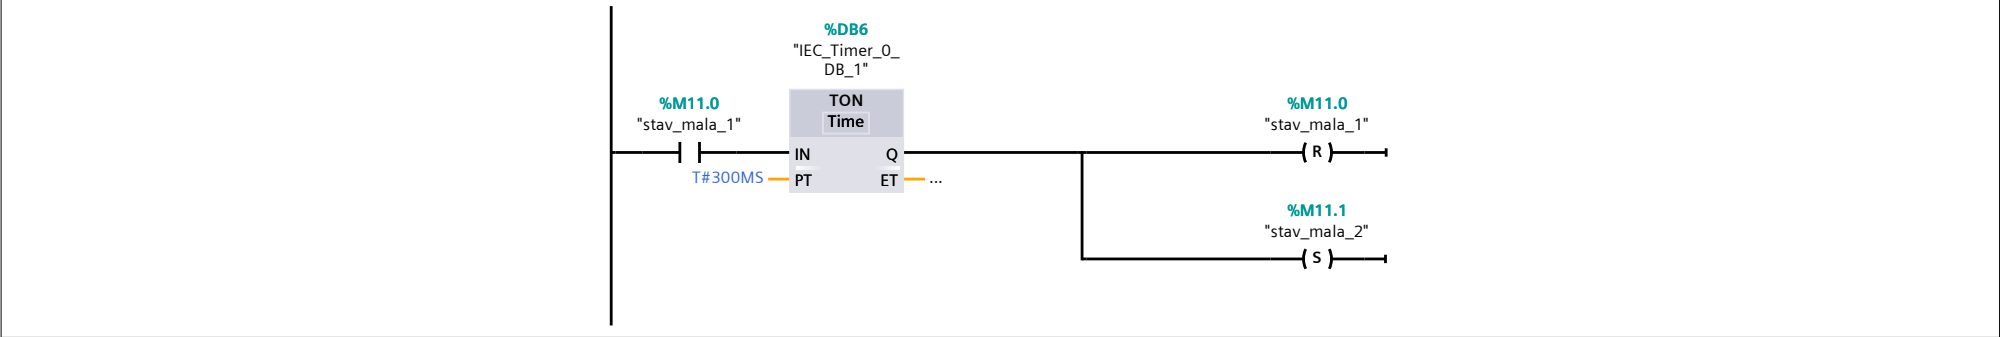 %DB6
"IEC_Timer_0_
DB_1"
%M11.0
"stav_mala_1"
TON
Time
%M11.0
"stav_mala_1"
IN
Q
R
T#300MS
PT
ET
...
%M11.1
"stav_mala_2"
S